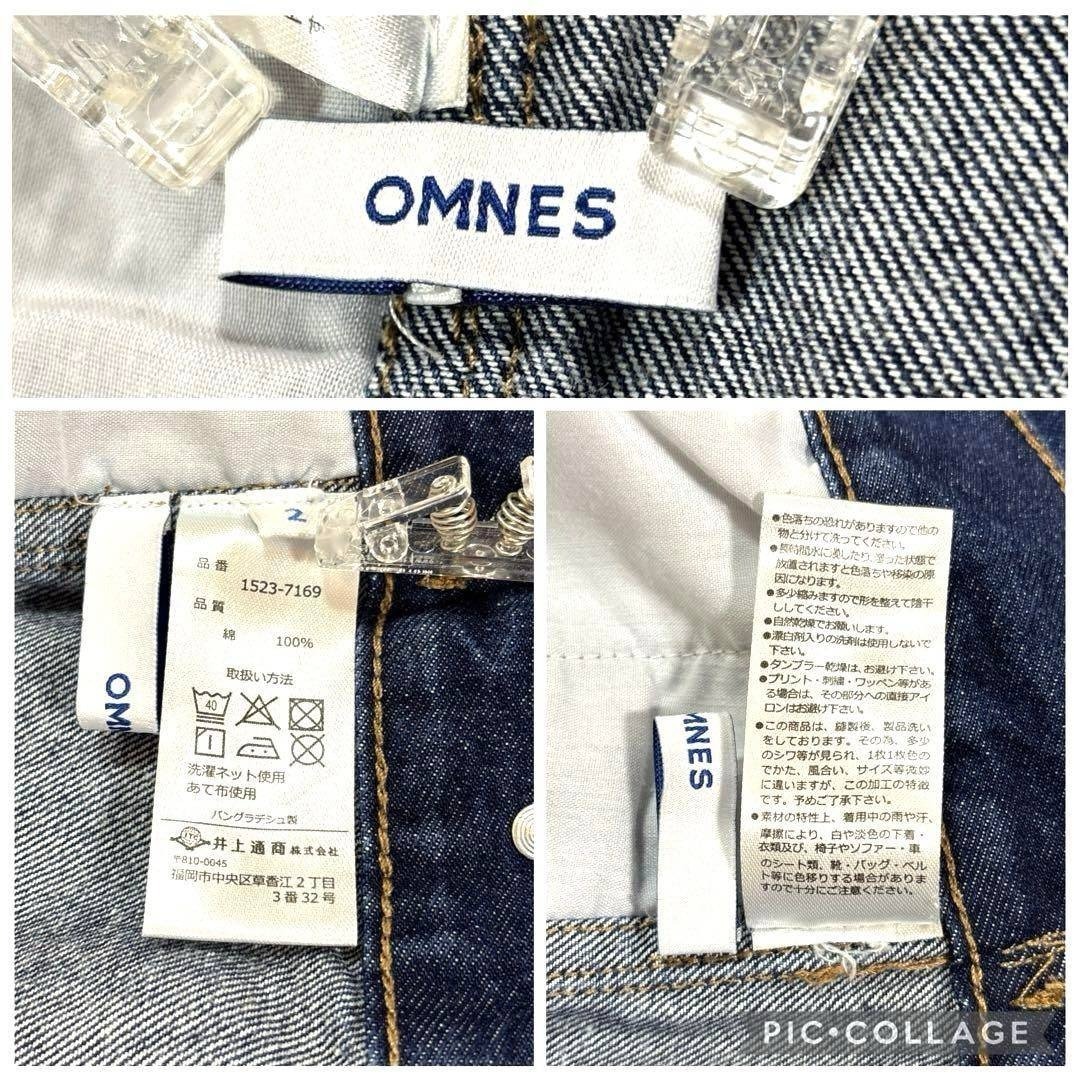 OMNES
OM
2
品番
1523-7169
品質
綿 100%
取扱い方法
40
洗濯ネット使用
あて布使用
バングラデシュ製
ITC
井上通商株式会社
〒810-0045
福岡市中央区草香江2丁目
3番32号
MNES
●色落ちの恐れがありますので他の
物と分けて洗ってください。
●長時間水に浸したり、湿った状態で
放置されますと色落ちや移染の原
因になります。
●多少縮みますので形を整えて陰干
ししてください。
●自然乾燥でお願いします。
●漂白剤入りの洗剤は使用しないで
下さい。
●タンブラー乾燥は、お避け下さい。
●プリント・刺繍・ワッペン等があ
る場合は、その部分への直接アイ
ロンはお避け下さい。
●この商品は、縫製後、製品洗い
をしております。その為、多少
のシワ等が見られ、1枚1枚色の
でかた、風合い、サイズ等微妙
に違いますが、この加工の特徴
です。予めご了承下さい。
●素材の特性上、着用中の雨や汗、
摩擦により、白や淡色の下着・
衣類及び、椅子やソファー・車
のシート類、靴・バッグ・ベル
ト等に色移りする場合がありま
すので十分にご注意ください。
PIC•COLLAGE